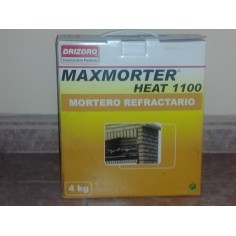 DRIZORO
MAXMORTER®
HEAT 1100
MORTERO REFRACTARIO
4 kg